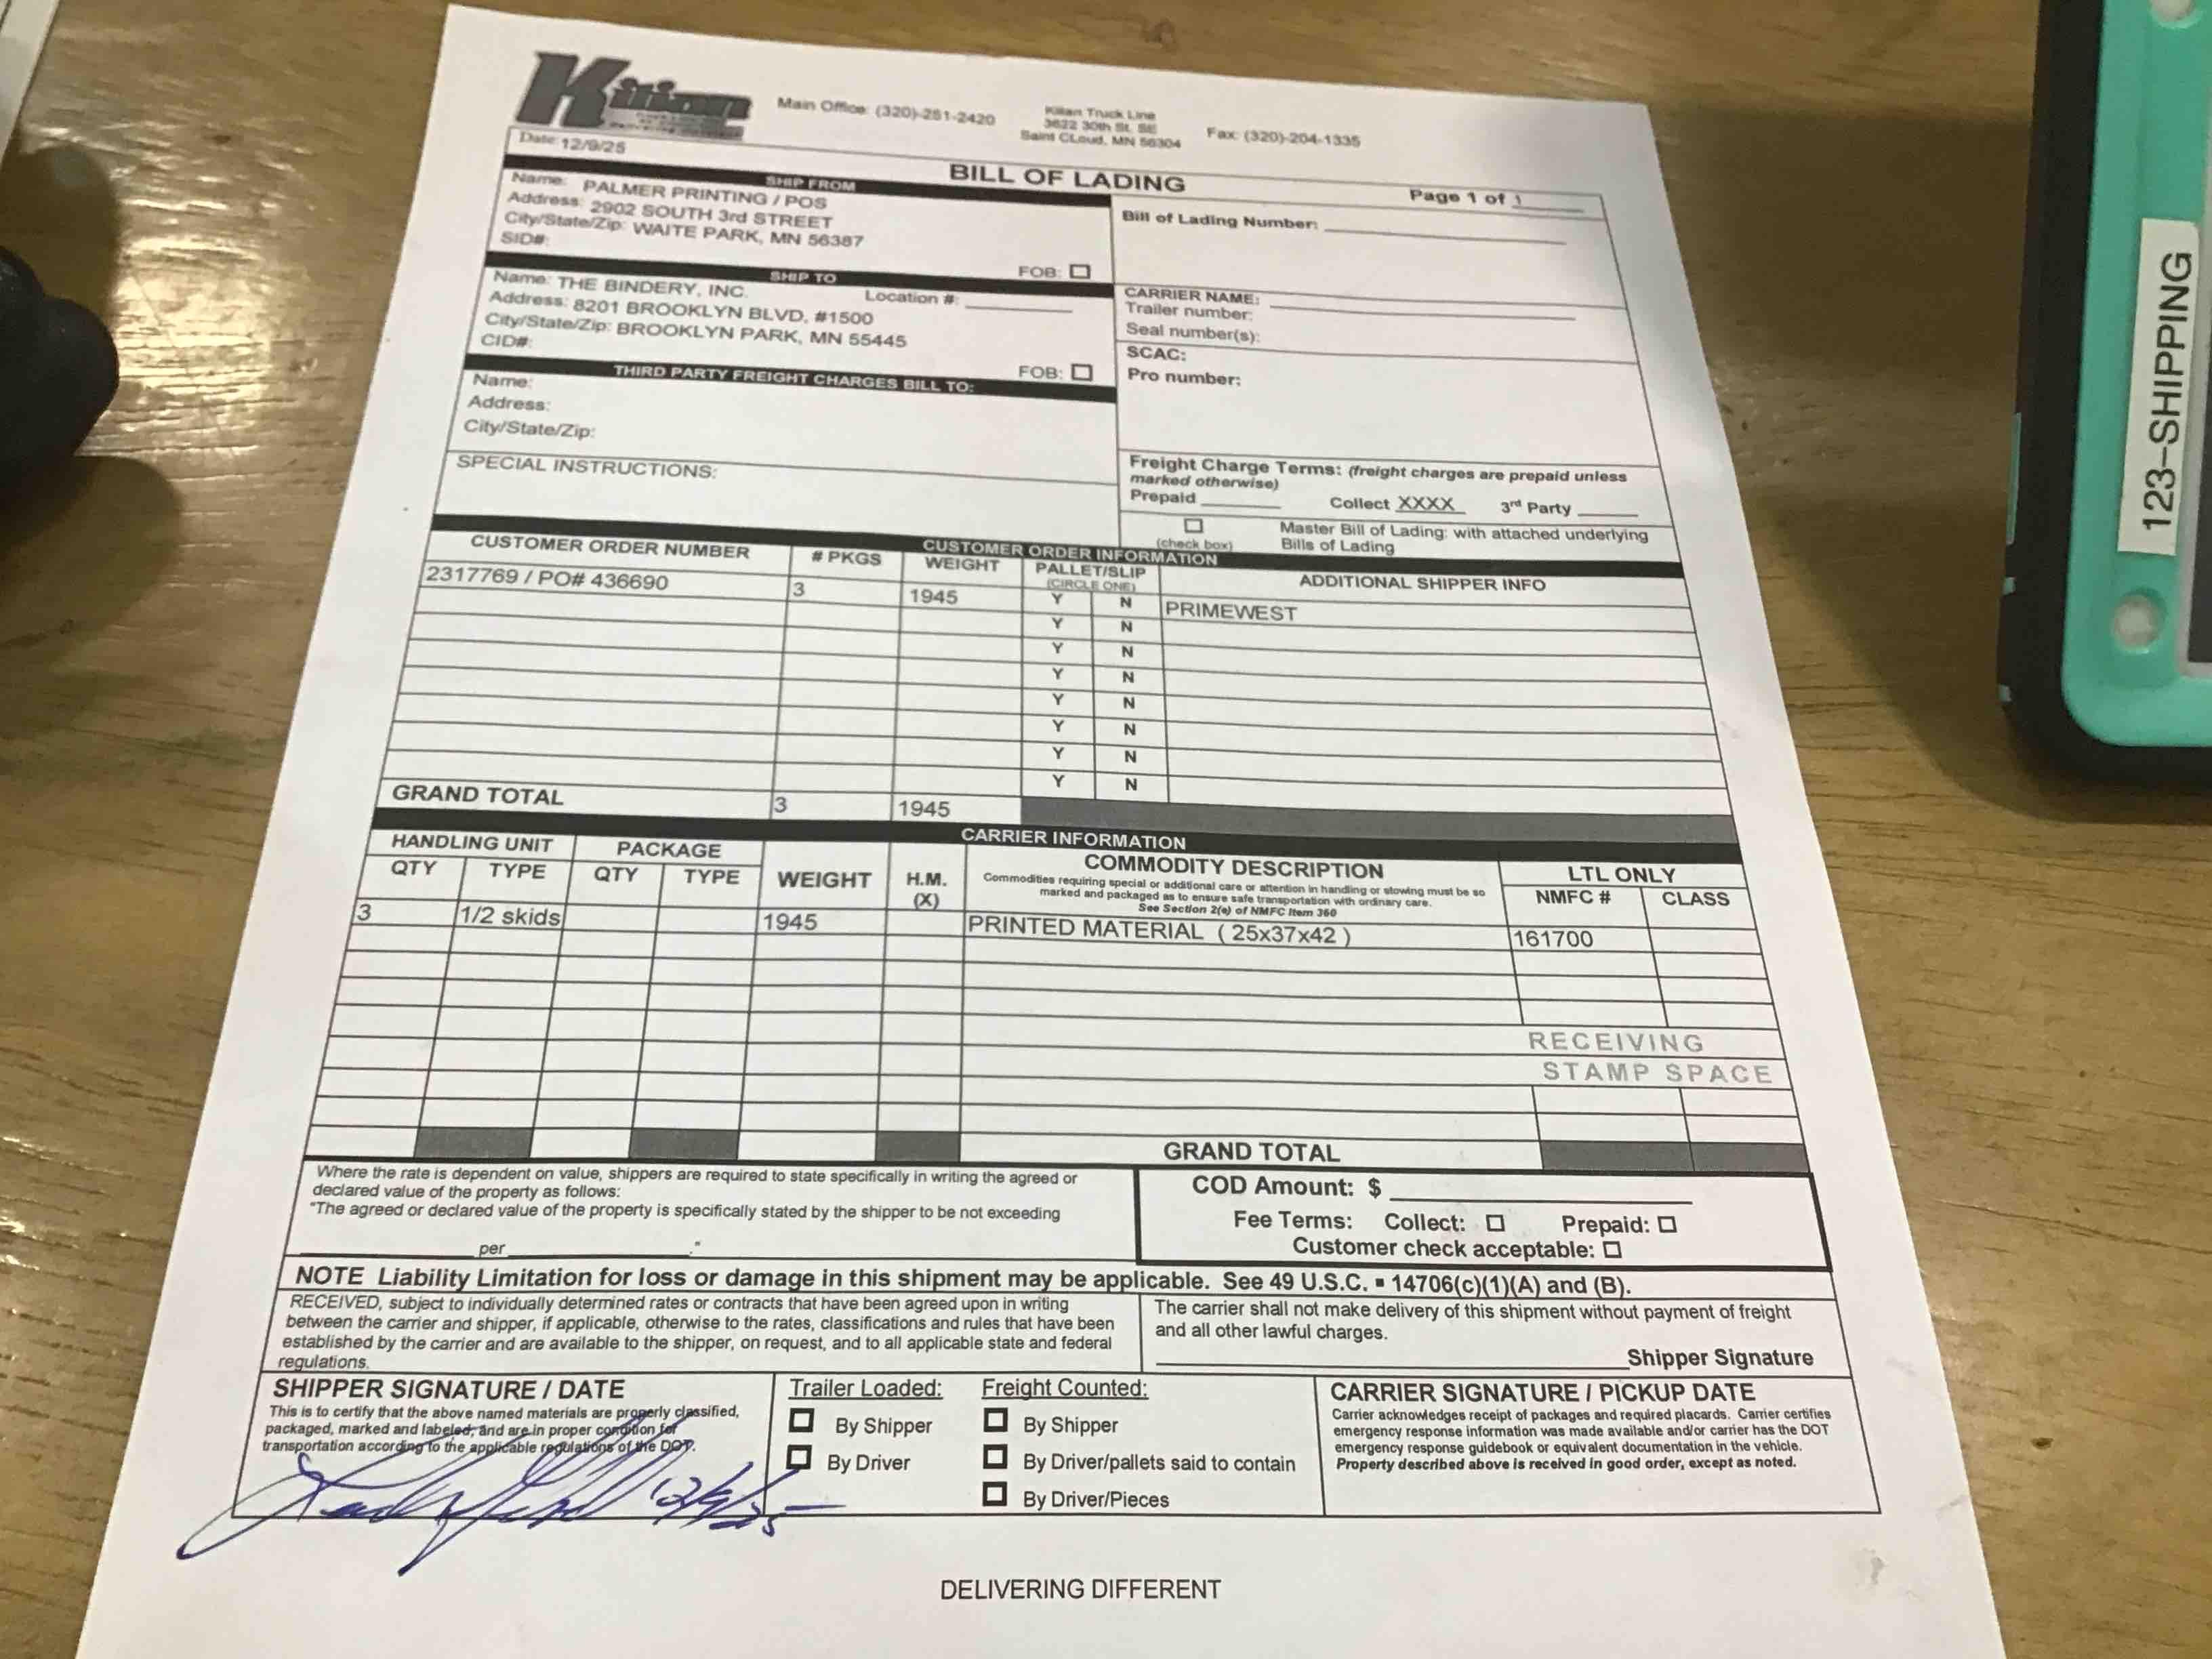 Kilian
Main Office: (320)-251-2420
Kilian Truck Line
3622 30th St. SE
Saint CLoud, MN 56304
Fax: (320)-204-1335
Date: 12/9/25
BILL OF LADING
Page 1 of 1
SHIP FROM
Name: PALMER PRINTING / POS
Address: 2902 SOUTH 3rd STREET
City/State/Zip: WAITE PARK, MN 56387
SID#:
FOB:
Bill of Lading Number:
SHIP TO
Name: THE BINDERY, INC.
Location #:
Address: 8201 BROOKLYN BLVD, #1500
City/State/Zip: BROOKLYN PARK, MN 55445
CID#:
FOB:
CARRIER NAME:
Trailer number:
Seal number(s):
SCAC:
Pro number:
THIRD PARTY FREIGHT CHARGES BILL TO:
Name:
Address:
City/State/Zip:
SPECIAL INSTRUCTIONS:
Freight Charge Terms: (freight charges are prepaid unless
marked otherwise)
Prepaid Collect XXXX 3rd Party
(check box)
Master Bill of Lading: with attached underlying
Bills of Lading
CUSTOMER ORDER INFORMATION
CUSTOMER ORDER NUMBER # PKGS WEIGHT PALLET/SLIP (CIRCLE ONE) ADDITIONAL SHIPPER INFO
2317769 / PO# 436690 3 1945 Y N PRIMEWEST
Y N
Y N
Y N
Y N
Y N
Y N
Y N
GRAND TOTAL 3 1945
CARRIER INFORMATION
HANDLING UNIT PACKAGE COMMODITY DESCRIPTION LTL ONLY
QTY TYPE QTY TYPE WEIGHT H.M. (X)
Commodities requiring special or additional care or attention in handling or stowing must be so
marked and packaged as to ensure safe transportation with ordinary care.
See Section 2(e) of NMFC Item 360
NMFC # CLASS
3 1/2 skids 1945 PRINTED MATERIAL ( 25x37x42 ) 161700
RECEIVING
STAMP SPACE
GRAND TOTAL
Where the rate is dependent on value, shippers are required to state specifically in writing the agreed or
declared value of the property as follows:
"The agreed or declared value of the property is specifically stated by the shipper to be not exceeding
per ."
COD Amount: $
Fee Terms: Collect: Prepaid:
Customer check acceptable:
NOTE Liability Limitation for loss or damage in this shipment may be applicable. See 49 U.S.C. ▪ 14706(c)(1)(A) and (B).
RECEIVED, subject to individually determined rates or contracts that have been agreed upon in writing
between the carrier and shipper, if applicable, otherwise to the rates, classifications and rules that have been
established by the carrier and are available to the shipper, on request, and to all applicable state and federal
regulations.
The carrier shall not make delivery of this shipment without payment of freight
and all other lawful charges.
Shipper Signature
SHIPPER SIGNATURE / DATE
This is to certify that the above named materials are properly classified,
packaged, marked and labeled, and are in proper condition for
transportation according to the applicable regulations of the DOT.
12/9/25
Trailer Loaded:
By Shipper
By Driver
Freight Counted:
By Shipper
By Driver/pallets said to contain
By Driver/Pieces
CARRIER SIGNATURE / PICKUP DATE
Carrier acknowledges receipt of packages and required placards. Carrier certifies
emergency response information was made available and/or carrier has the DOT
emergency response guidebook or equivalent documentation in the vehicle.
Property described above is received in good order, except as noted.
DELIVERING DIFFERENT
123-SHIPPING